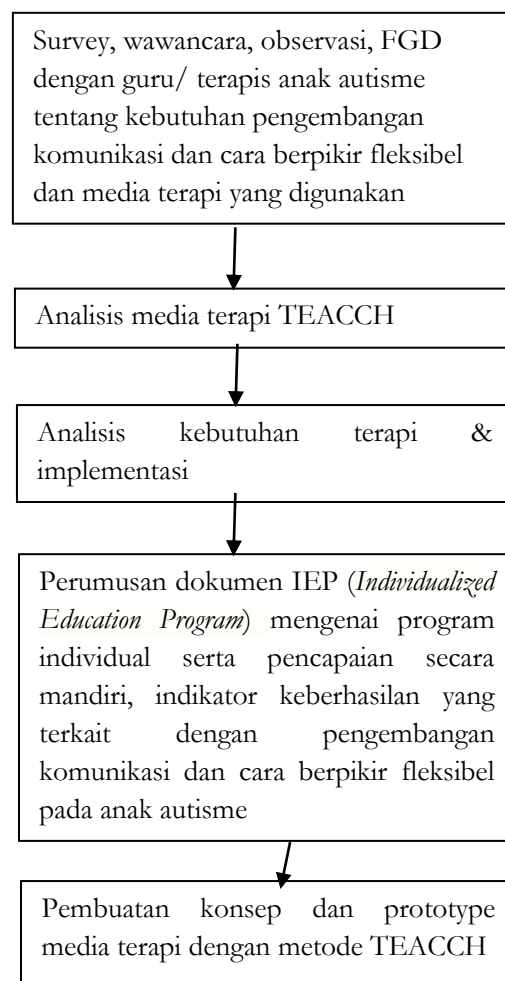 Survey, wawancara, observasi, FGD
dengan guru/ terapis anak autisme
tentang kebutuhan pengembangan
komunikasi dan cara berpikir fleksibel
dan media terapi yang digunakan
Analisis media terapi TEACCH
Analisis kebutuhan terapi &
implementasi
Perumusan dokumen IEP (Individualized
Education Program) mengenai program
individual serta pencapaian secara
mandiri, indikator keberhasilan yang
terkait dengan pengembangan
komunikasi dan cara berpikir fleksibel
pada anak autisme
Pembuatan konsep dan prototype
media terapi dengan metode TEACCH